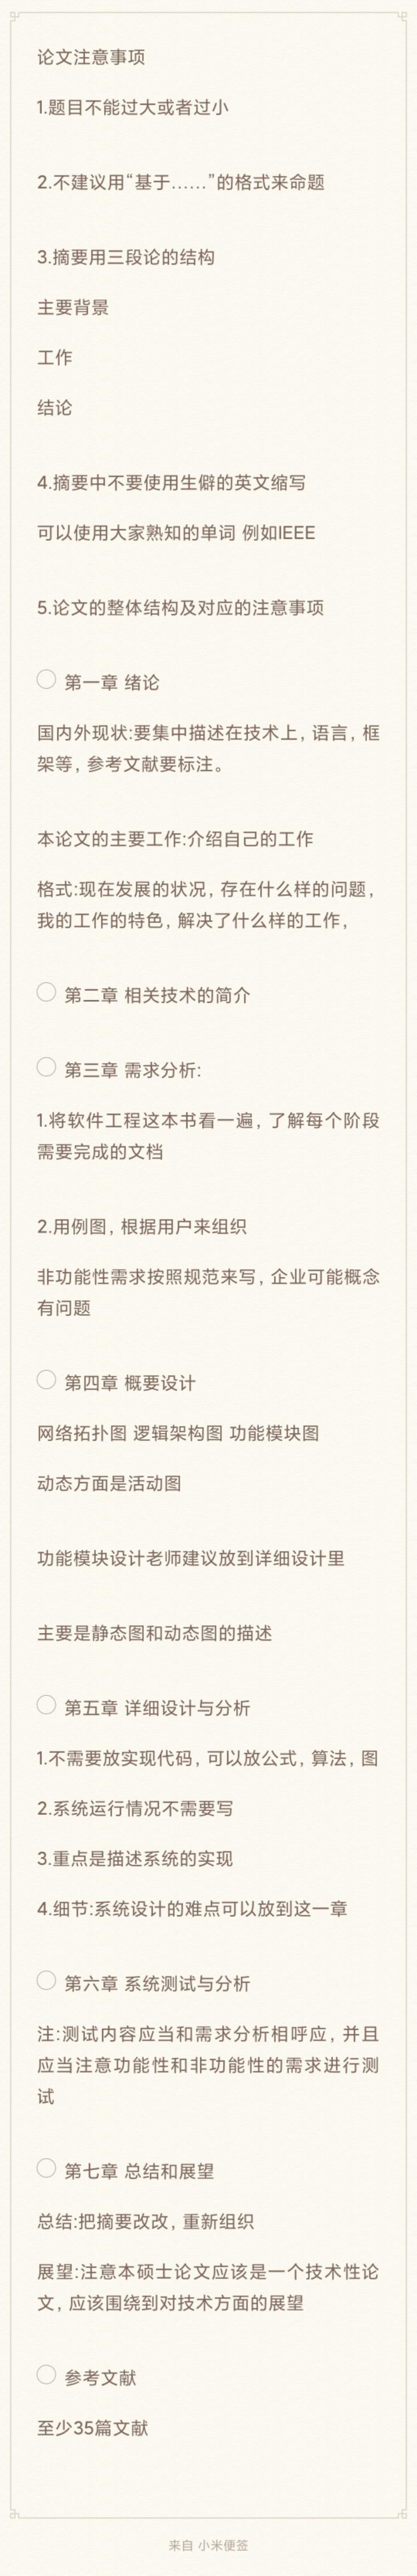 论文注意事项
1.题目不能过大或者过小
2.不建议用“基于……”的格式来命题
3.摘要用三段论的结构
主要背景
工作
结论
4.摘要中不要使用生僻的英文缩写
可以使用大家熟知的单词 例如IEEE
5.论文的整体结构及对应的注意事项
第一章 绪论
国内外现状:要集中描述在技术上, 语言, 框
架等, 参考文献要标注。
本论文的主要工作:介绍自己的工作
格式:现在发展的状况, 存在什么样的问题,
我的工作的特色, 解决了什么样的工作,
第二章 相关技术的简介
第三章 需求分析:
1.将软件工程这本书看一遍, 了解每个阶段
需要完成的文档
2.用例图, 根据用户来组织
非功能性需求按照规范来写, 企业可能概念
有问题
第四章 概要设计
网络拓扑图 逻辑架构图 功能模块图
动态方面是活动图
功能模块设计老师建议放到详细设计里
主要是静态图和动态图的描述
第五章 详细设计与分析
1.不需要放实现代码, 可以放公式, 算法, 图
2.系统运行情况不需要写
3.重点是描述系统的实现
4.细节:系统设计的难点可以放到这一章
第六章 系统测试与分析
注:测试内容应当和需求分析相呼应, 并且
应当注意功能性和非功能性的需求进行测
试
第七章 总结和展望
总结:把摘要改改, 重新组织
展望:注意本硕士论文应该是一个技术性论
文, 应该围绕到对技术方面的展望
参考文献
至少35篇文献
来自 小米便签